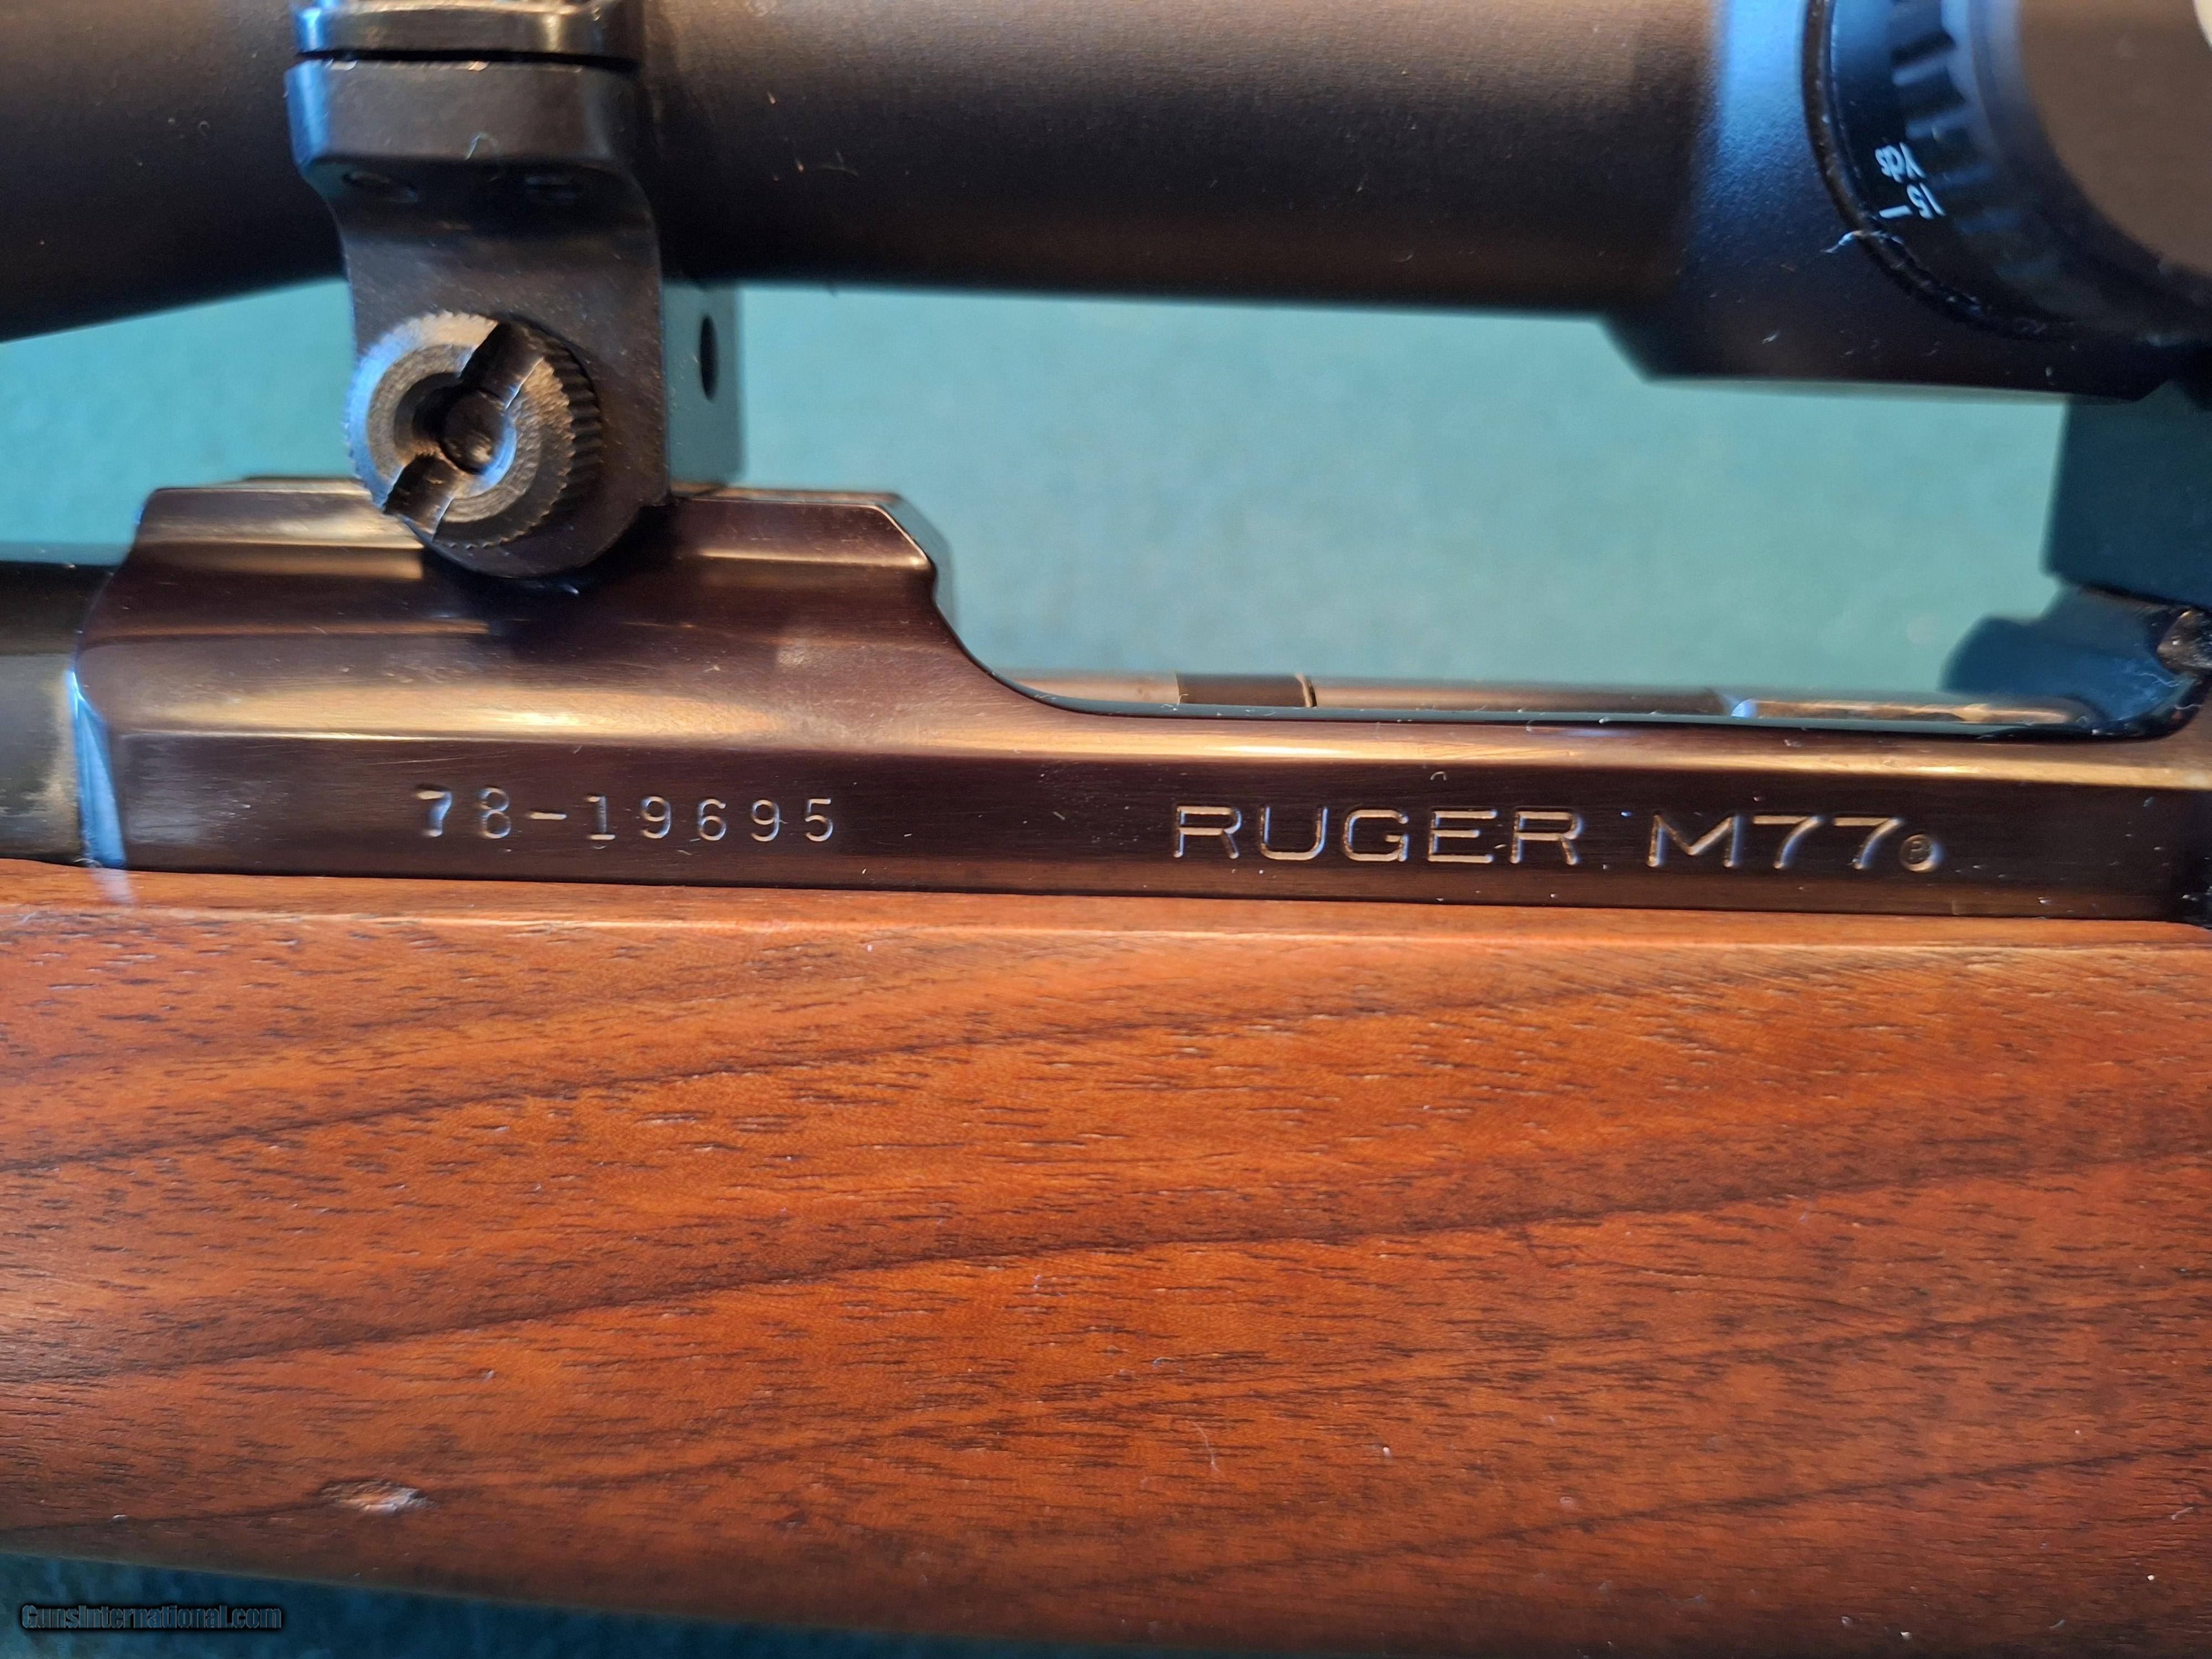 15
Yds
78-19695
RUGER M77®
GunsInternational.com